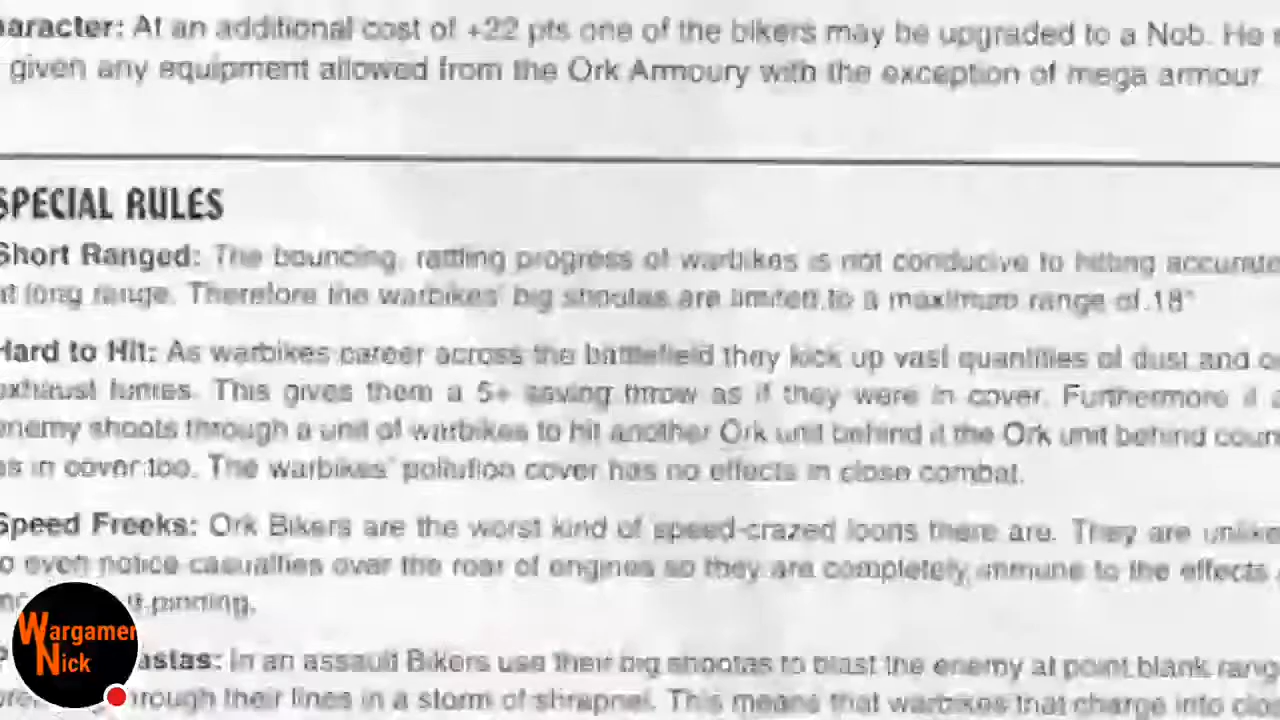 aracter: At an additional cost of +22 pts one of the bikers may be upgraded to a Nob. He
given any equipment allowed from the Ork Armoury with the exception of mega armour.
SPECIAL RULES
Short Ranged: The bouncing, rattling progress of warbikes is not conducive to hitting accurate
at long range. Therefore the warbikes' big shootas are limited to a maximum range of 18"
Hard to Hit: As warbikes career across the battlefield they kick up vast quantities of dust and
exhaust fumes. This gives them a 5+ saving throw as if they were in cover. Furthermore if
enemy shoots through a unit of warbikes to hit another Ork unit behind it the Ork unit behind coun
as in cover too. The warbikes' pollution cover has no effects in close combat.
Speed Freeks: Ork Bikers are the worst kind of speed-crazed loons there are. They are unlike
to even notice casualties over the roar of engines so they are completely immune to the effects
pinning.
astas: In an assault Bikers use their big shootas to blast the enemy at point blank rang
rough their lines in a storm of shrapnel. This means that warbikes that charge into clos
Wargamer
Nick